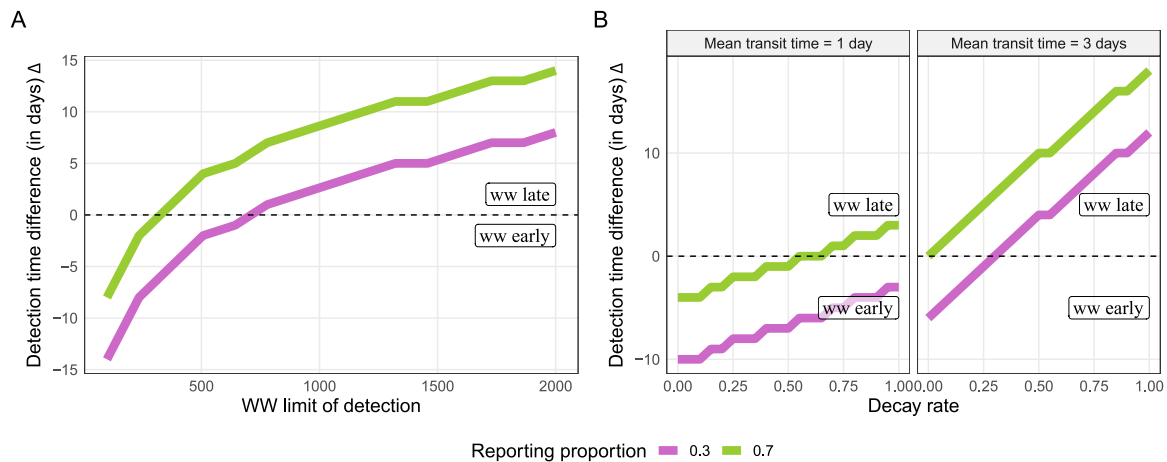 A
Detection time difference (in days) Δ
15
10
5
0
−5
−10
−15
ww late
ww early
500
1000
1500
2000
WW limit of detection
B
Mean transit time = 1 day
Mean transit time = 3 days
Detection time difference (in days) Δ
10
0
−10
ww late
ww early
ww late
ww early
0.00
0.25
0.50
0.75
1.00
0.00
0.25
0.50
0.75
1.00
Decay rate
Reporting proportion
0.3
0.7